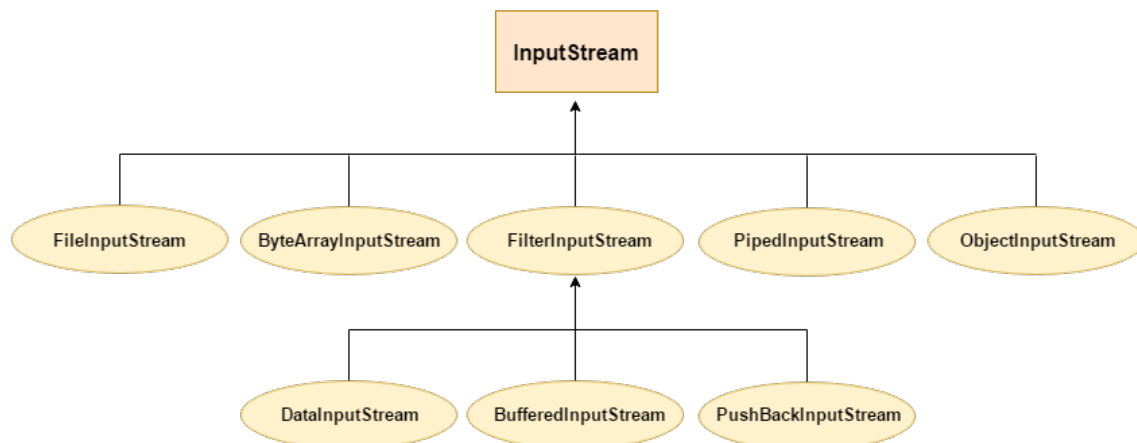 InputStream
FileInputStream
ByteArrayInputStream
FilterInputStream
PipedInputStream
ObjectInputStream
DataInputStream
BufferedInputStream
PushBackInputStream